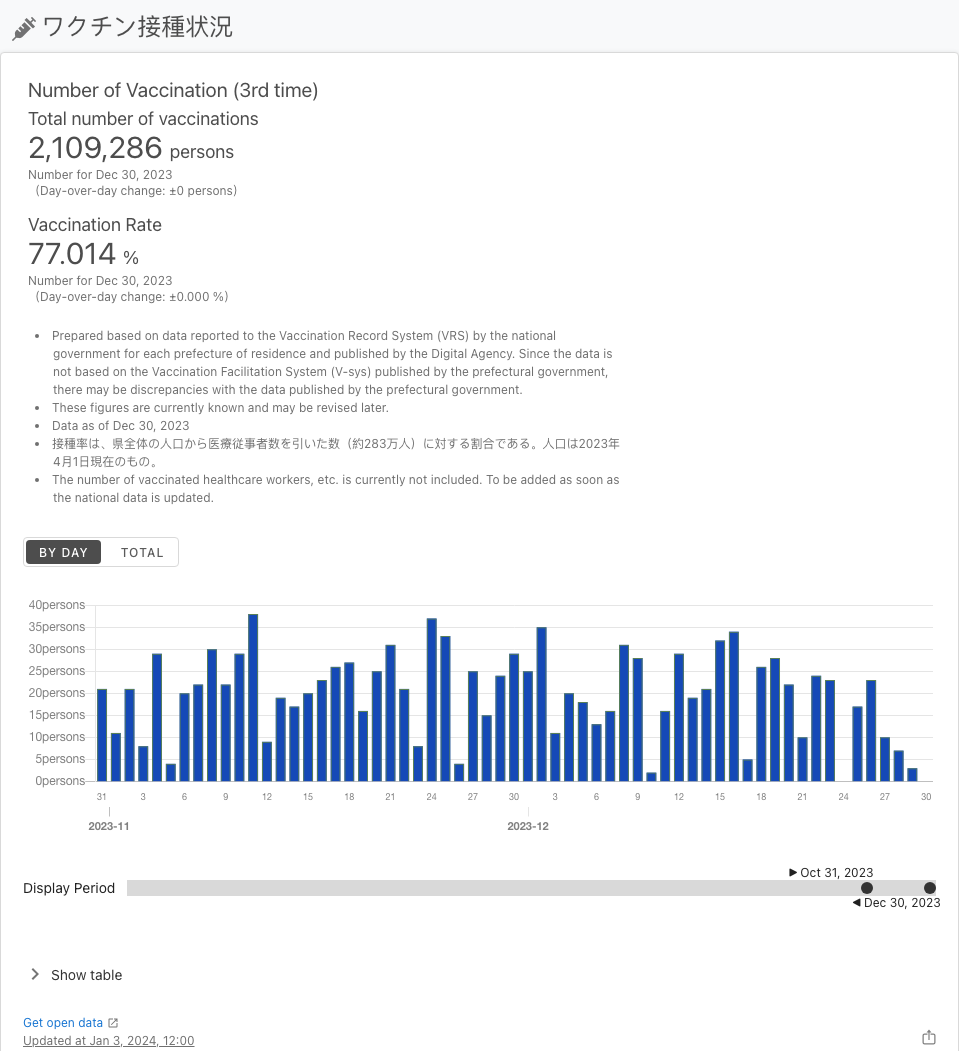 ワクチン接種状況
Number of Vaccination (3rd time)
Total number of vaccinations
2,109,286 persons
Number for Dec 30, 2023
（Day-over-day change: ±0 persons）
Vaccination Rate
77.014 %
Number for Dec 30, 2023
（Day-over-day change: ±0.000 %）
• Prepared based on data reported to the Vaccination Record System (VRS) by the national
government for each prefecture of residence and published by the Digital Agency. Since the data is
not based on the Vaccination Facilitation System (V-sys) published by the prefectural government,
there may be discrepancies with the data published by the prefectural government.
• These figures are currently known and may be revised later.
• Data as of Dec 30, 2023
• 接種率は、県全体の人口から医療従事者数を引いた数（約283万人）に対する割合である。人口は2023年
4月1日現在のもの。
• The number of vaccinated healthcare workers, etc. is currently not included. To be added as soon as
the national data is updated.
BY DAY TOTAL
40persons
35persons
30persons
25persons
20persons
15persons
10persons
5persons
0persons
31 3 6 9 12 15 18 21 24 27 30 3 6 9 12 15 18 21 24 27 30
2023-11 2023-12
Oct 31, 2023
Display Period
Dec 30, 2023
Show table
Get open data
Updated at Jan 3, 2024, 12:00